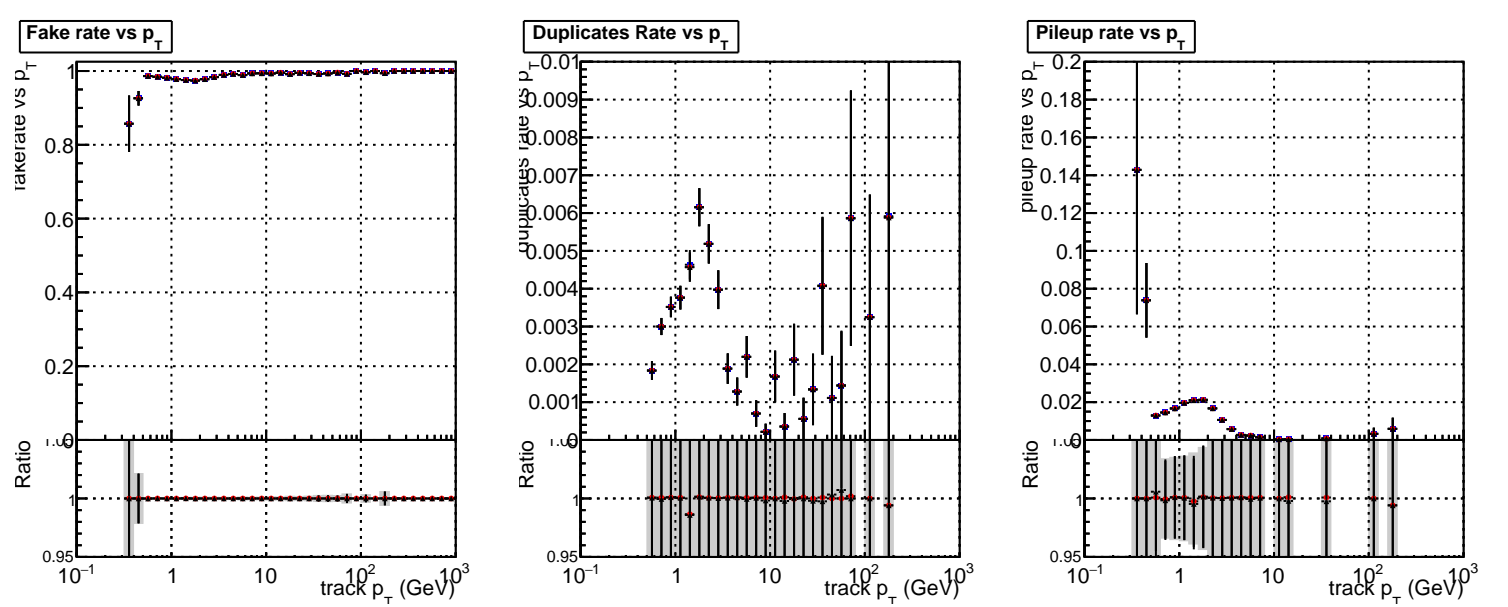 Fake rate vs p_T
fakerate vs p_T
1
0.8
0.6
0.4
0.2
0
Ratio
1
0.95
10^−1 1 10 10^2 10^3
track p_T (GeV)
Duplicates Rate vs p_T
duplicates rate vs p_T
0.01
0.009
0.008
0.007
0.006
0.005
0.004
0.003
0.002
0.001
0
Ratio
1
0.95
10^−1 1 10 10^2 10^3
track p_T (GeV)
Pileup rate vs p_T
pileup rate vs p_T
0.2
0.18
0.16
0.14
0.12
0.1
0.08
0.06
0.04
0.02
0
Ratio
1
0.95
10^−1 1 10 10^2 10^3
track p_T (GeV)